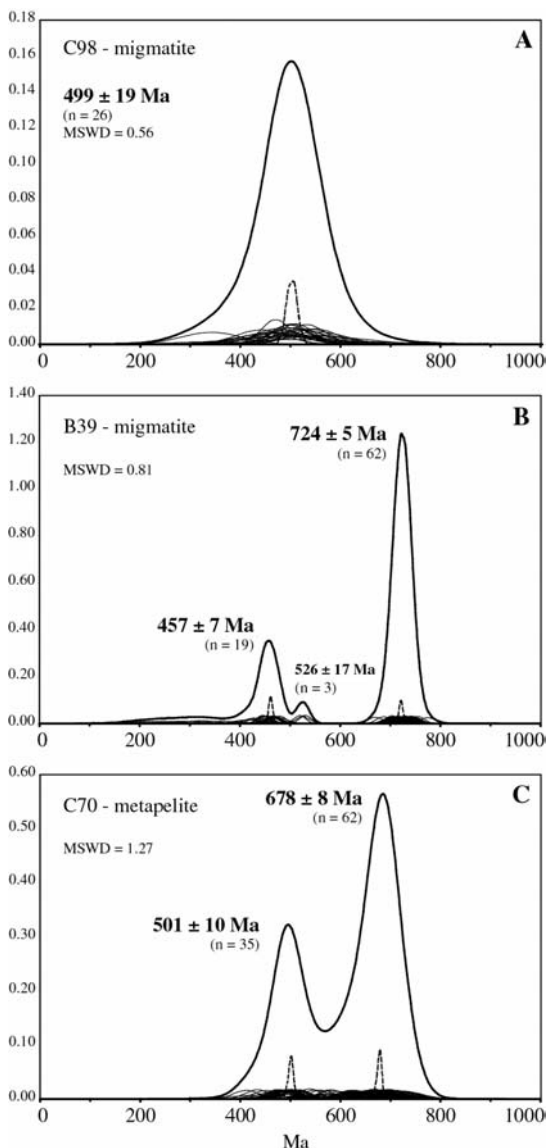 0.18
A
C98 - migmatite
0.16
499 ± 19 Ma
(n = 26)
0.14
MSWD = 0.56
0.12
0.10
0.08
0.06
0.04
0.02
0.00
0 200 400 600 800 1000
1.40
B39 - migmatite
B
724 ± 5 Ma
(n = 62)
1.20
MSWD = 0.81
1.00
0.80
0.60
457 ± 7 Ma
(n = 19)
0.40
526 ± 17 Ma
(n = 3)
0.20
0.00
0 200 400 600 800 1000
0.60
678 ± 8 Ma
C
C70 - metapelite
(n = 62)
0.50
MSWD = 1.27
0.40
501 ± 10 Ma
(n = 35)
0.30
0.20
0.10
0.00
0 200 400 600 800 1000
Ma